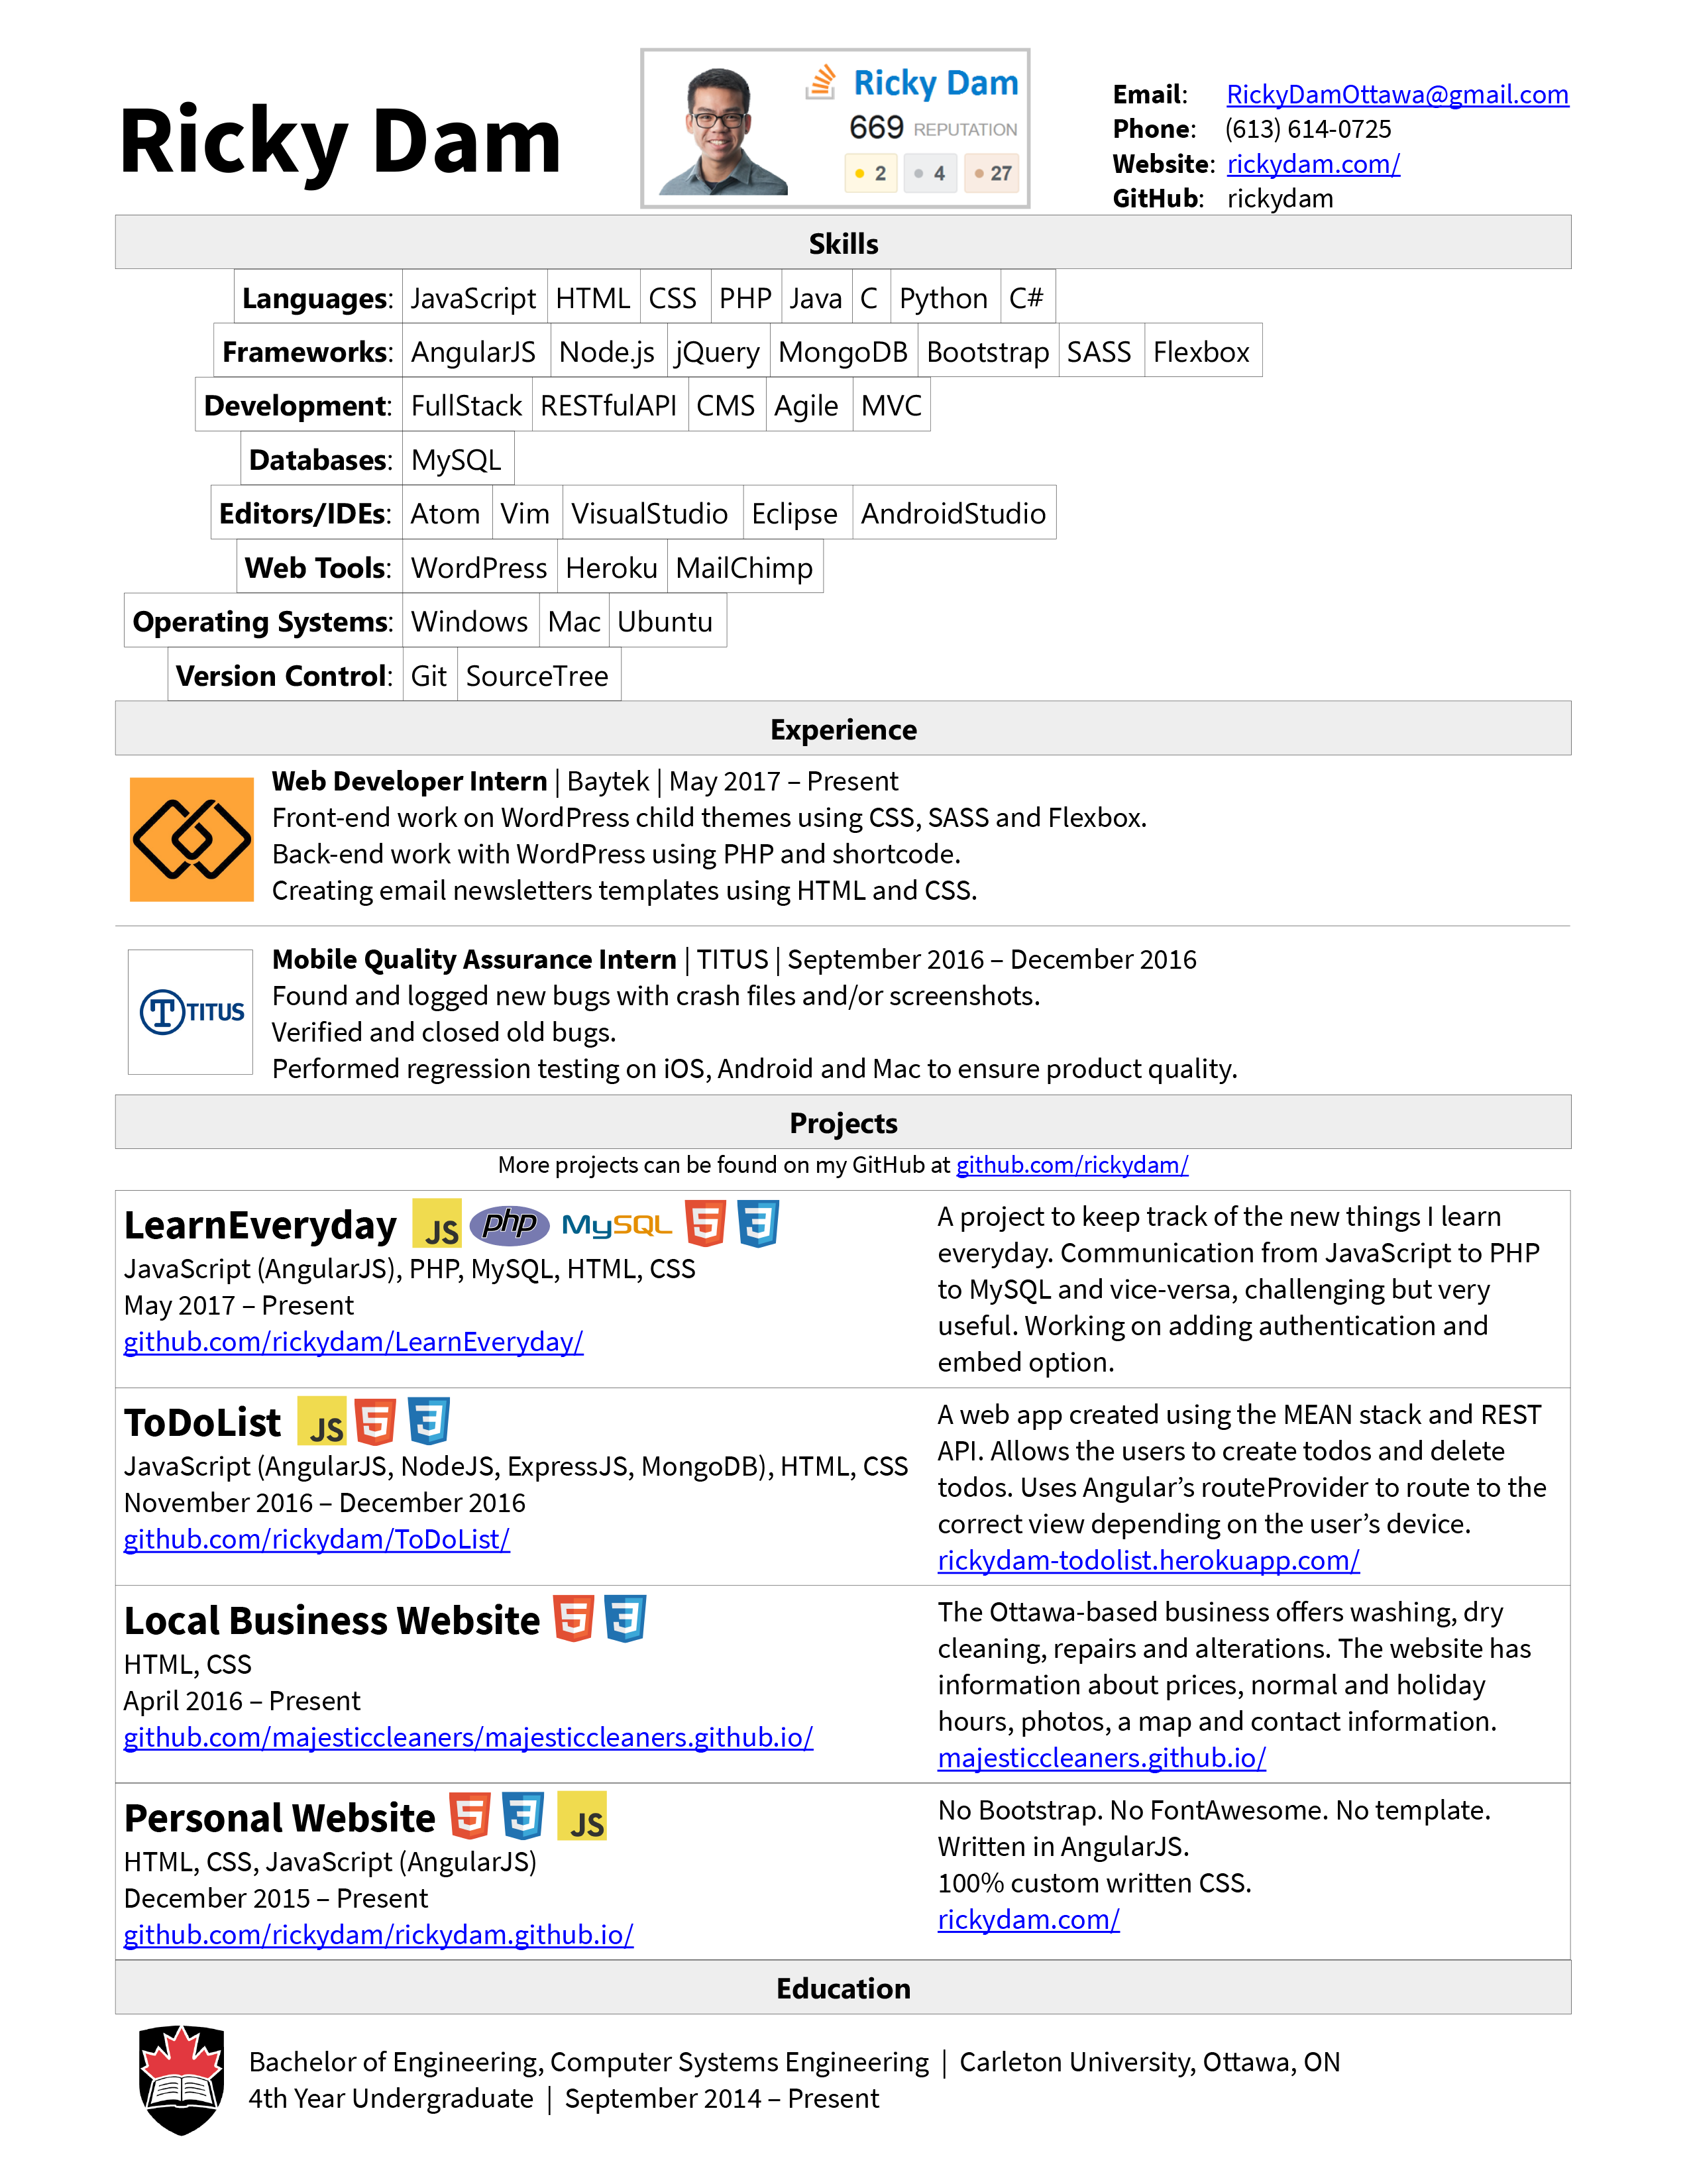 Ricky Dam
Ricky Dam
669 REPUTATION
2 4 27
Email: RickyDamOttawa@gmail.com
Phone: (613) 614-0725
Website: rickydam.com/
GitHub: rickydam
Skills
Languages: JavaScript HTML CSS PHP Java C Python C#
Frameworks: AngularJS Node.js jQuery MongoDB Bootstrap SASS Flexbox
Development: FullStack RESTfulAPI CMS Agile MVC
Databases: MySQL
Editors/IDEs: Atom Vim VisualStudio Eclipse AndroidStudio
Web Tools: WordPress Heroku MailChimp
Operating Systems: Windows Mac Ubuntu
Version Control: Git SourceTree
Experience
Web Developer Intern | Baytek | May 2017 – Present
Front-end work on WordPress child themes using CSS, SASS and Flexbox.
Back-end work with WordPress using PHP and shortcode.
Creating email newsletters templates using HTML and CSS.
T TITUS
Mobile Quality Assurance Intern | TITUS | September 2016 – December 2016
Found and logged new bugs with crash files and/or screenshots.
Verified and closed old bugs.
Performed regression testing on iOS, Android and Mac to ensure product quality.
Projects
More projects can be found on my GitHub at github.com/rickydam/
LearnEveryday JS php MySQL 5 3
JavaScript (AngularJS), PHP, MySQL, HTML, CSS
May 2017 – Present
github.com/rickydam/LearnEveryday/
A project to keep track of the new things I learn
everyday. Communication from JavaScript to PHP
to MySQL and vice-versa, challenging but very
useful. Working on adding authentication and
embed option.
ToDoList JS 5 3
JavaScript (AngularJS, NodeJS, ExpressJS, MongoDB), HTML, CSS
November 2016 – December 2016
github.com/rickydam/ToDoList/
A web app created using the MEAN stack and REST
API. Allows the users to create todos and delete
todos. Uses Angular’s routeProvider to route to the
correct view depending on the user’s device.
rickydam-todolist.herokuapp.com/
Local Business Website 5 3
HTML, CSS
April 2016 – Present
github.com/majesticcleaners/majesticcleaners.github.io/
The Ottawa-based business offers washing, dry
cleaning, repairs and alterations. The website has
information about prices, normal and holiday
hours, photos, a map and contact information.
majesticcleaners.github.io/
Personal Website 5 3 JS
HTML, CSS, JavaScript (AngularJS)
December 2015 – Present
github.com/rickydam/rickydam.github.io/
No Bootstrap. No FontAwesome. No template.
Written in AngularJS.
100% custom written CSS.
rickydam.com/
Education
Bachelor of Engineering, Computer Systems Engineering | Carleton University, Ottawa, ON
4th Year Undergraduate | September 2014 – Present